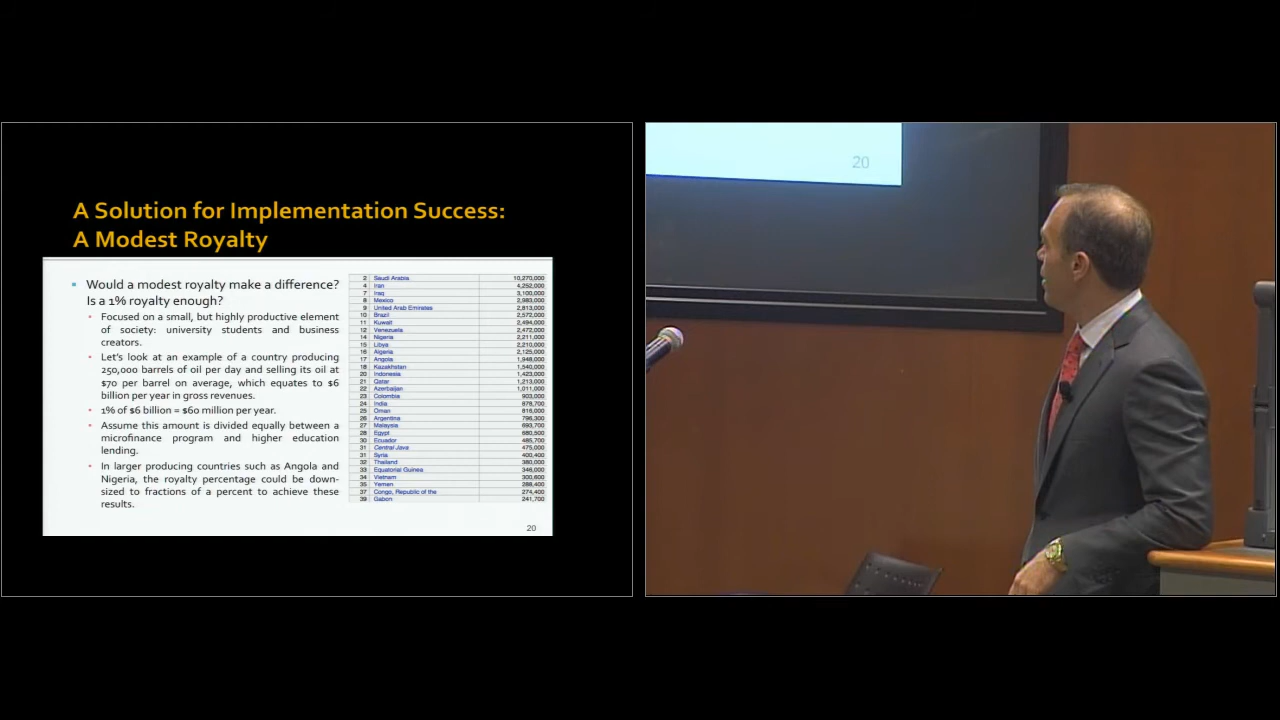 A Solution for Implementation Success:
A Modest Royalty
Would a modest royalty make a difference?
Is a 1% royalty enough?
Focused on a small, but highly productive element
of society: university students and business
creators.
Let's look at an example of a country producing
250,000 barrels of oil per day and selling its oil at
$70 per barrel on average, which equates to $6
billion per year in gross revenues.
1% of $6 billion = $60 million per year.
Assume this amount is divided equally between a
microfinance program and higher education
lending.
In larger producing countries such as Angola and
Nigeria, the royalty percentage could be down-
sized to fractions of a percent to achieve these
results.
2 Saudi Arabia 10,270,000
4 Iran 4,252,000
7 Iraq 3,100,000
8 Mexico 2,983,000
9 United Arab Emirates 2,813,000
10 Brazil 2,572,000
11 Kuwait 2,494,000
12 Venezuela 2,472,000
14 Nigeria 2,211,000
15 Libya 2,210,000
16 Algeria 2,125,000
17 Angola 1,948,000
18 Kazakhstan 1,540,000
20 Indonesia 1,423,000
21 Qatar 1,213,000
22 Azerbaijan 1,011,000
23 Colombia 903,000
24 India 878,700
25 Oman 816,000
26 Argentina 796,300
27 Malaysia 693,700
28 Egypt 680,500
30 Ecuador 485,700
31 Central Java 475,000
31 Syria 400,400
32 Thailand 380,000
33 Equatorial Guinea 346,000
34 Vietnam 300,600
35 Yemen 288,400
37 Congo, Republic of the 274,400
39 Gabon 241,700
20
20